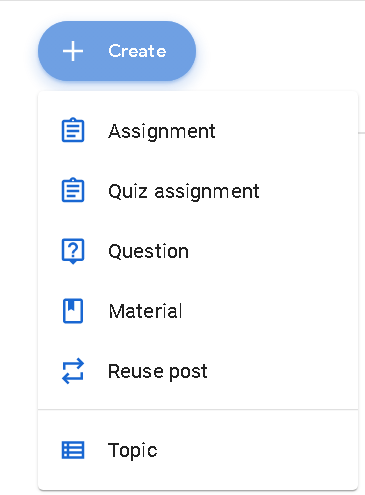 Create
Assignment
Quiz assignment
Question
Material
Reuse post
Topic